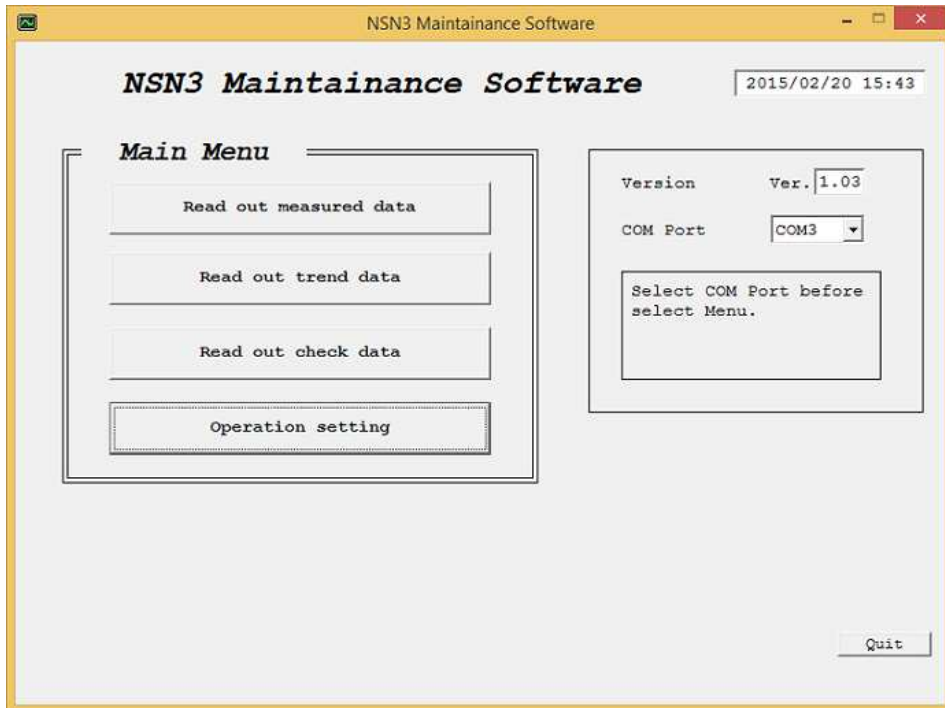 NSN3 Maintainance Software
NSN3 Maintainance Software
2015/02/20 15:43
Main Menu
Read out measured data
Read out trend data
Read out check data
Operation setting
Version Ver. 1.03
COM Port COM3
Select COM Port before
select Menu.
Quit